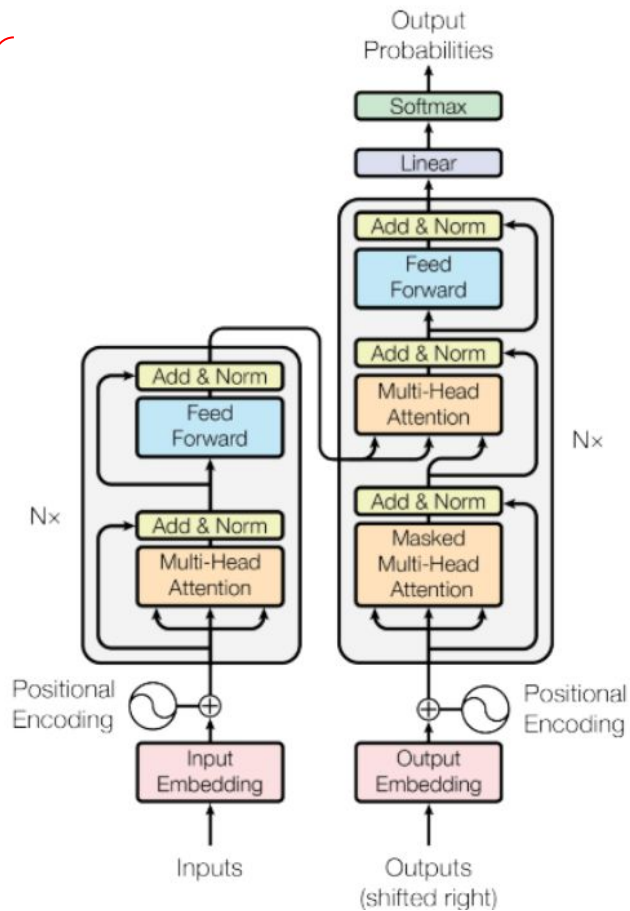 Output
Probabilities
Softmax
Linear
Add & Norm
Feed
Forward
Add & Norm
Multi-Head
Attention
Add & Norm
Masked
Multi-Head
Attention
Nx
Add & Norm
Feed
Forward
Add & Norm
Multi-Head
Attention
Nx
Positional
Encoding
Positional
Encoding
Input
Embedding
Output
Embedding
Inputs
Outputs
(shifted right)